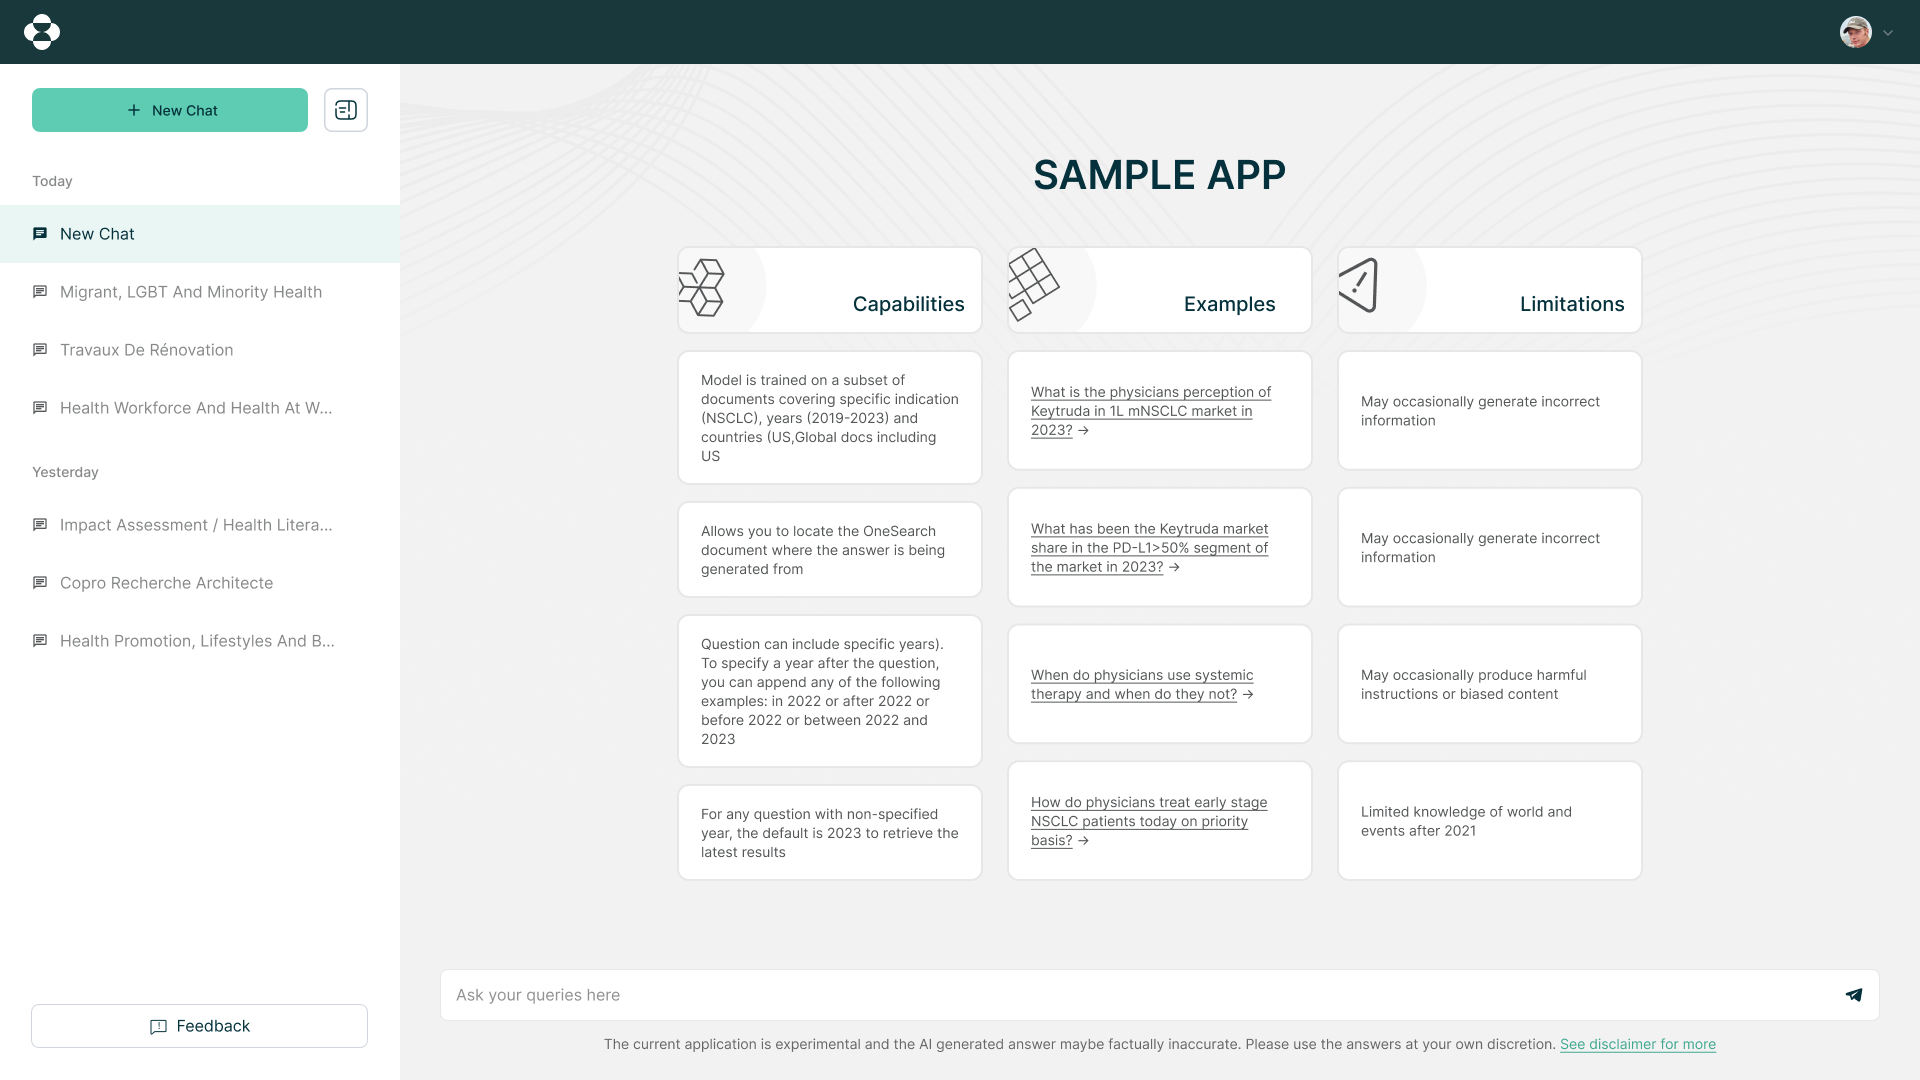 New Chat
Today
New Chat
Migrant, LGBT And Minority Health
Travaux De Rénovation
Health Workforce And Health At W...
Yesterday
Impact Assessment / Health Litera...
Copro Recherche Architecte
Health Promotion, Lifestyles And B...
Feedback
SAMPLE APP
Capabilities
Model is trained on a subset of
documents covering specific indication
(NSCLC), years (2019-2023) and
countries (US,Global docs including
US
Allows you to locate the OneSearch
document where the answer is being
generated from
Question can include specific years).
To specify a year after the question,
you can append any of the following
examples: in 2022 or after 2022 or
before 2022 or between 2022 and
2023
For any question with non-specified
year, the default is 2023 to retrieve the
latest results
Examples
What is the physicians perception of
Keytruda in 1L mNSCLC market in
2023? →
What has been the Keytruda market
share in the PD-L1>50% segment of
the market in 2023? →
When do physicians use systemic
therapy and when do they not? →
How do physicians treat early stage
NSCLC patients today on priority
basis? →
Limitations
May occasionally generate incorrect
information
May occasionally generate incorrect
information
May occasionally produce harmful
instructions or biased content
Limited knowledge of world and
events after 2021
Ask your queries here
The current application is experimental and the AI generated answer maybe factually inaccurate. Please use the answers at your own discretion. See disclaimer for more